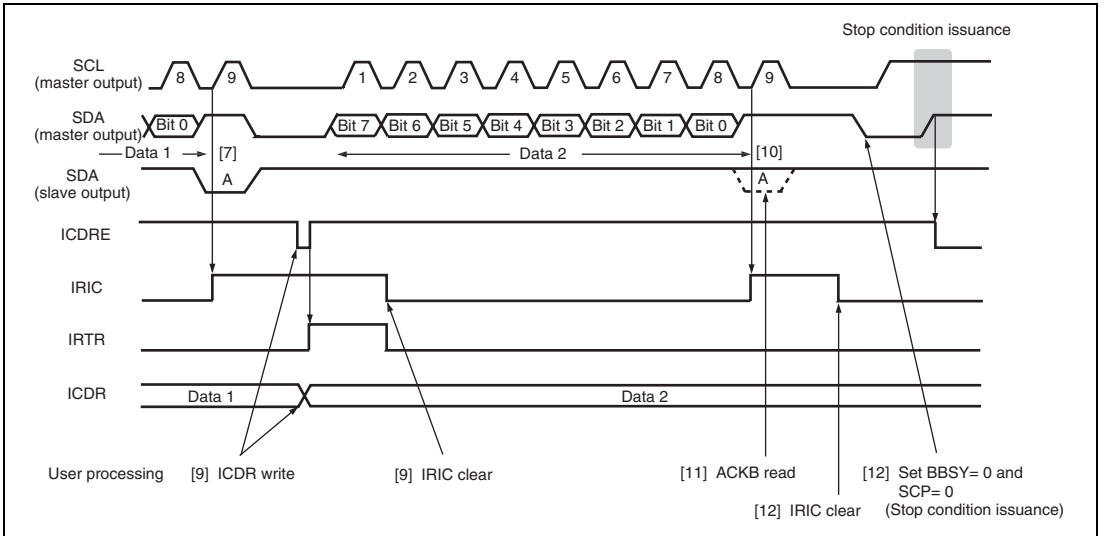 Stop condition issuance
SCL
(master output)
8 9 1 2 3 4 5 6 7 8 9
SDA
(master output)
Bit 0 Bit 7 Bit 6 Bit 5 Bit 4 Bit 3 Bit 2 Bit 1 Bit 0
Data 1 [7] Data 2 [10]
SDA
(slave output)
A A
ICDRE
IRIC
IRTR
ICDR
Data 1 Data 2
User processing [9] ICDR write [9] IRIC clear [11] ACKB read [12] Set BBSY= 0 and
SCP= 0
[12] IRIC clear (Stop condition issuance)